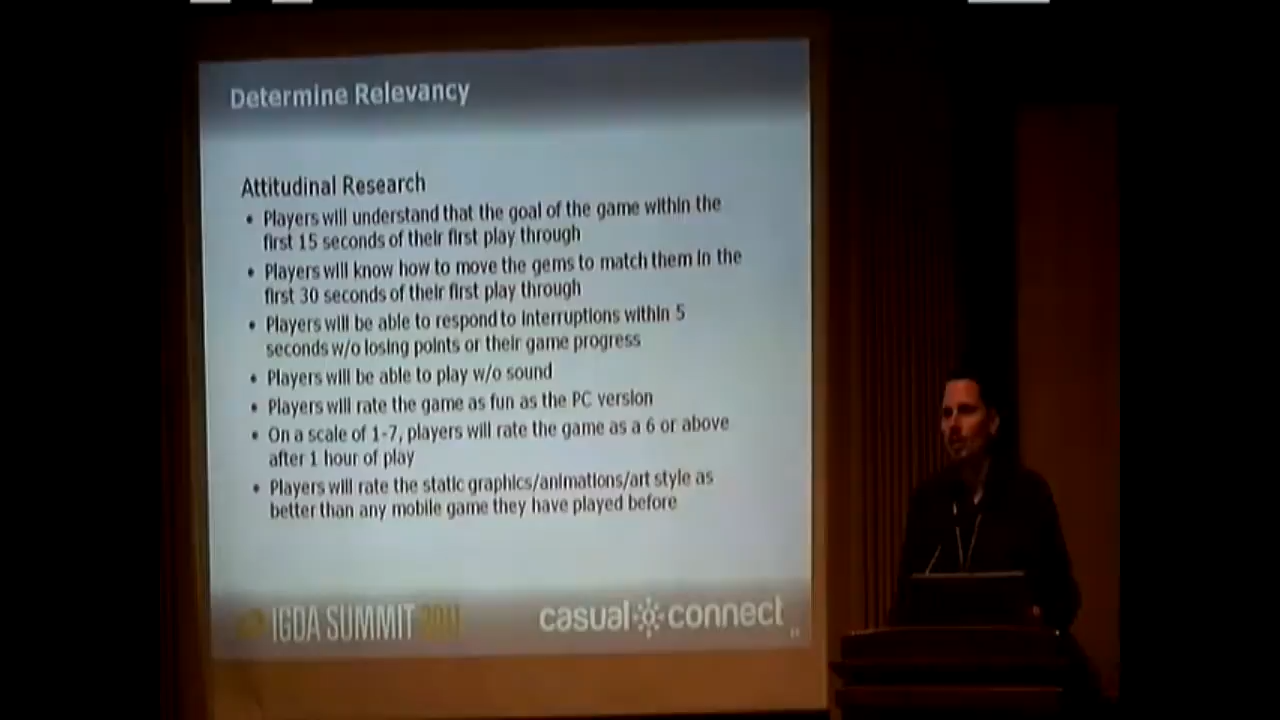 Determine Relevancy
Attitudinal Research
• Players will understand that the goal of the game within the
first 15 seconds of their first play through
• Players will know how to move the gems to match them in the
first 30 seconds of their first play through
• Players will be able to respond to interruptions within 5
seconds w/o losing points or their game progress
• Players will be able to play w/o sound
• Players will rate the game as fun as the PC version
• On a scale of 1-7, players will rate the game as a 6 or above
after 1 hour of play
• Players will rate the static graphics/animations/art style as
better than any mobile game they have played before
IGDA SUMMIT
casual connect